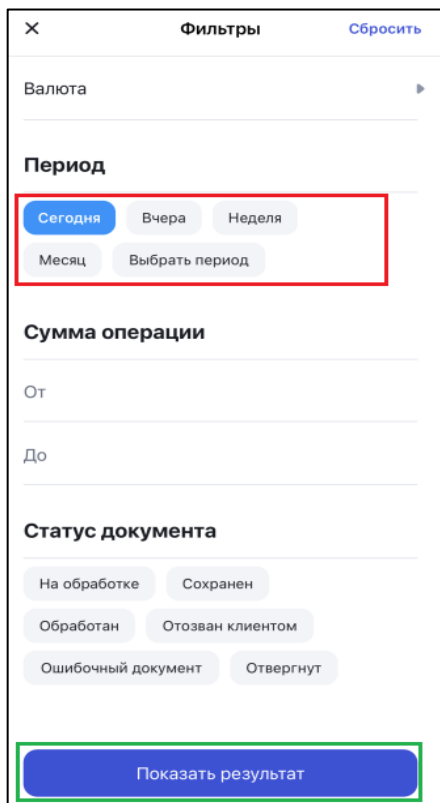 Фильтры Сбросить
Валюта
Период
Сегодня Вчера Неделя
Месяц Выбрать период
Сумма операции
От
До
Статус документа
На обработке Сохранен
Обработан Отозван клиентом
Ошибочный документ Отвергнут
Показать результат